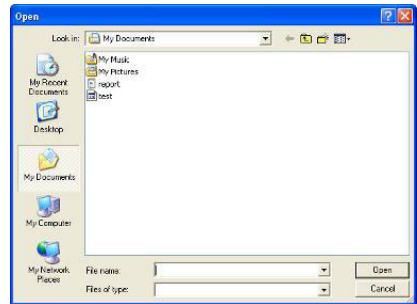 Open
Look in:
My Documents
My Music
My Pictures
report
test
My Recent
Documents
Desktop
My Documents
My Computer
My Network
Places
File name:
Open
Files of type:
Cancel